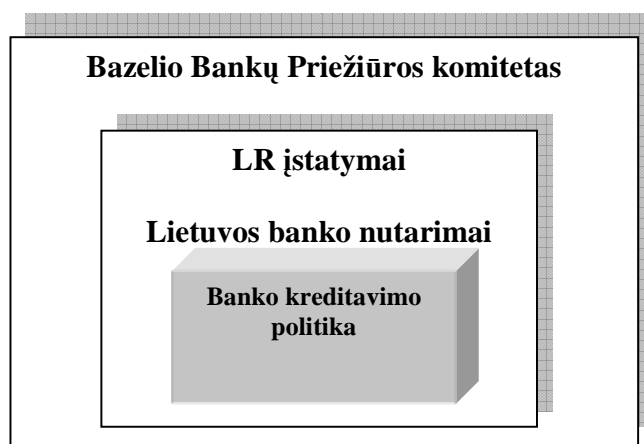 Bazelio Bankų Priežiūros komitetas
LR įstatymai
Lietuvos banko nutarimai
Banko kreditavimo
politika